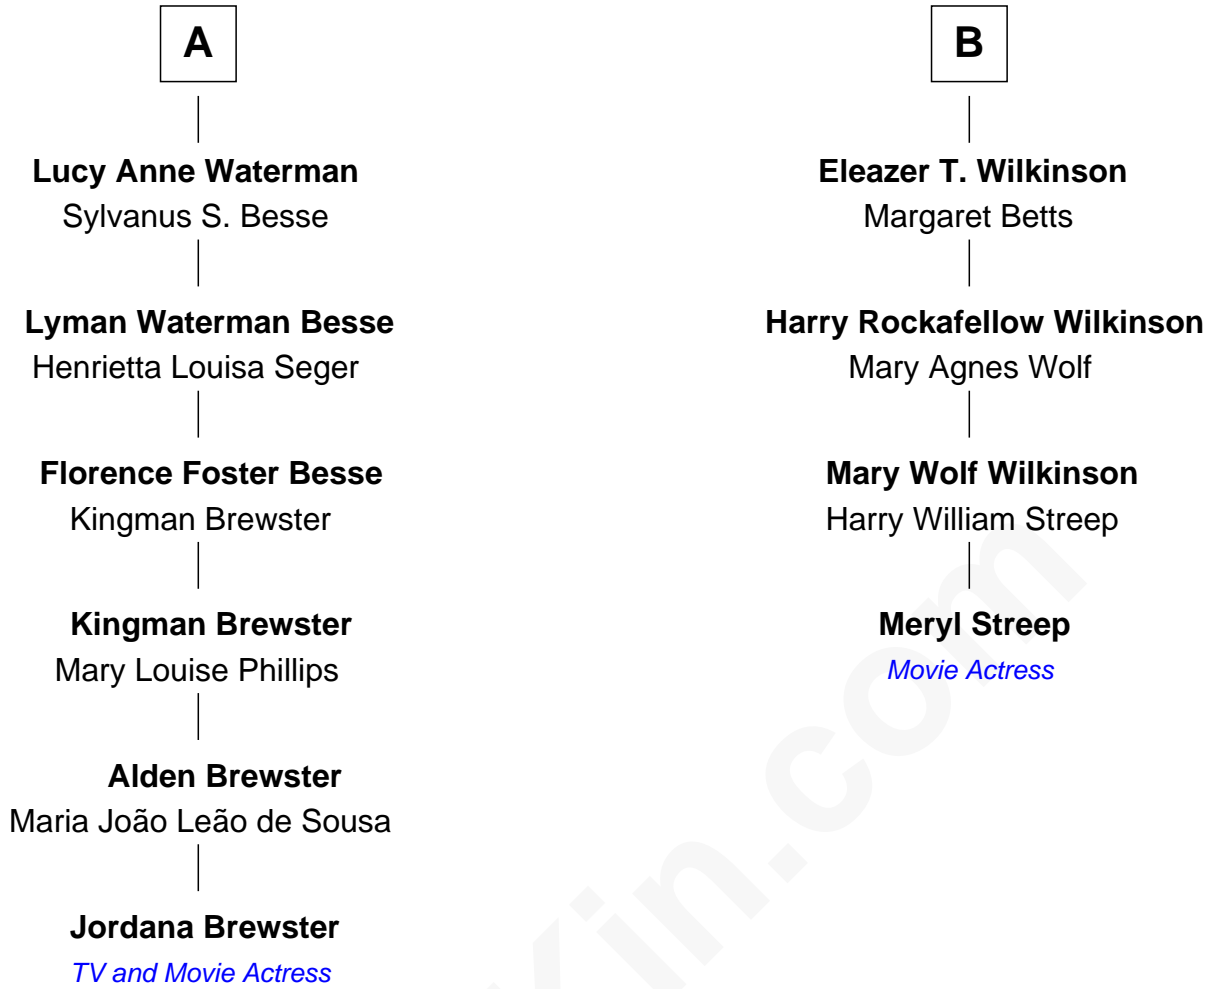 A
Lucy Anne Waterman
Sylvanus S. Besse
Lyman Waterman Besse
Henrietta Louisa Seger
Florence Foster Besse
Kingman Brewster
Kingman Brewster
Mary Louise Phillips
Alden Brewster
Maria João Leão de Sousa
Jordana Brewster
TV and Movie Actress
B
Eleazer T. Wilkinson
Margaret Betts
Harry Rockafellow Wilkinson
Mary Agnes Wolf
Mary Wolf Wilkinson
Harry William Streep
Meryl Streep
Movie Actress
Kin.com